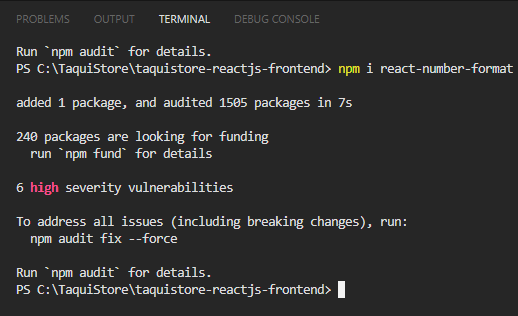 PROBLEMS OUTPUT TERMINAL DEBUG CONSOLE
Run `npm audit` for details.
PS C:\TaquiStore\taquistore-reactjs-frontend> npm i react-number-format
added 1 package, and audited 1505 packages in 7s
240 packages are looking for funding
  run `npm fund` for details
6 high severity vulnerabilities
To address all issues (including breaking changes), run:
  npm audit fix --force
Run `npm audit` for details.
PS C:\TaquiStore\taquistore-reactjs-frontend>